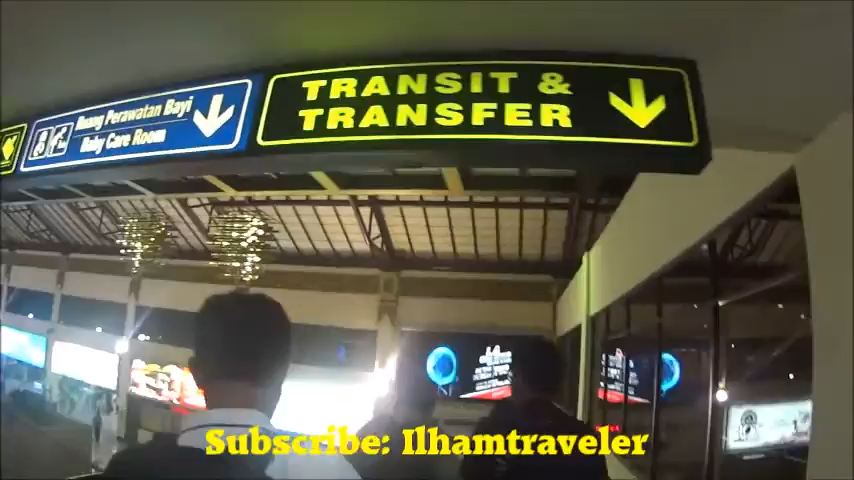 Ruang Perawatan Bayi
Baby Care Room
TRANSIT &
TRANSFER
Subscribe: Ilhamtraveler